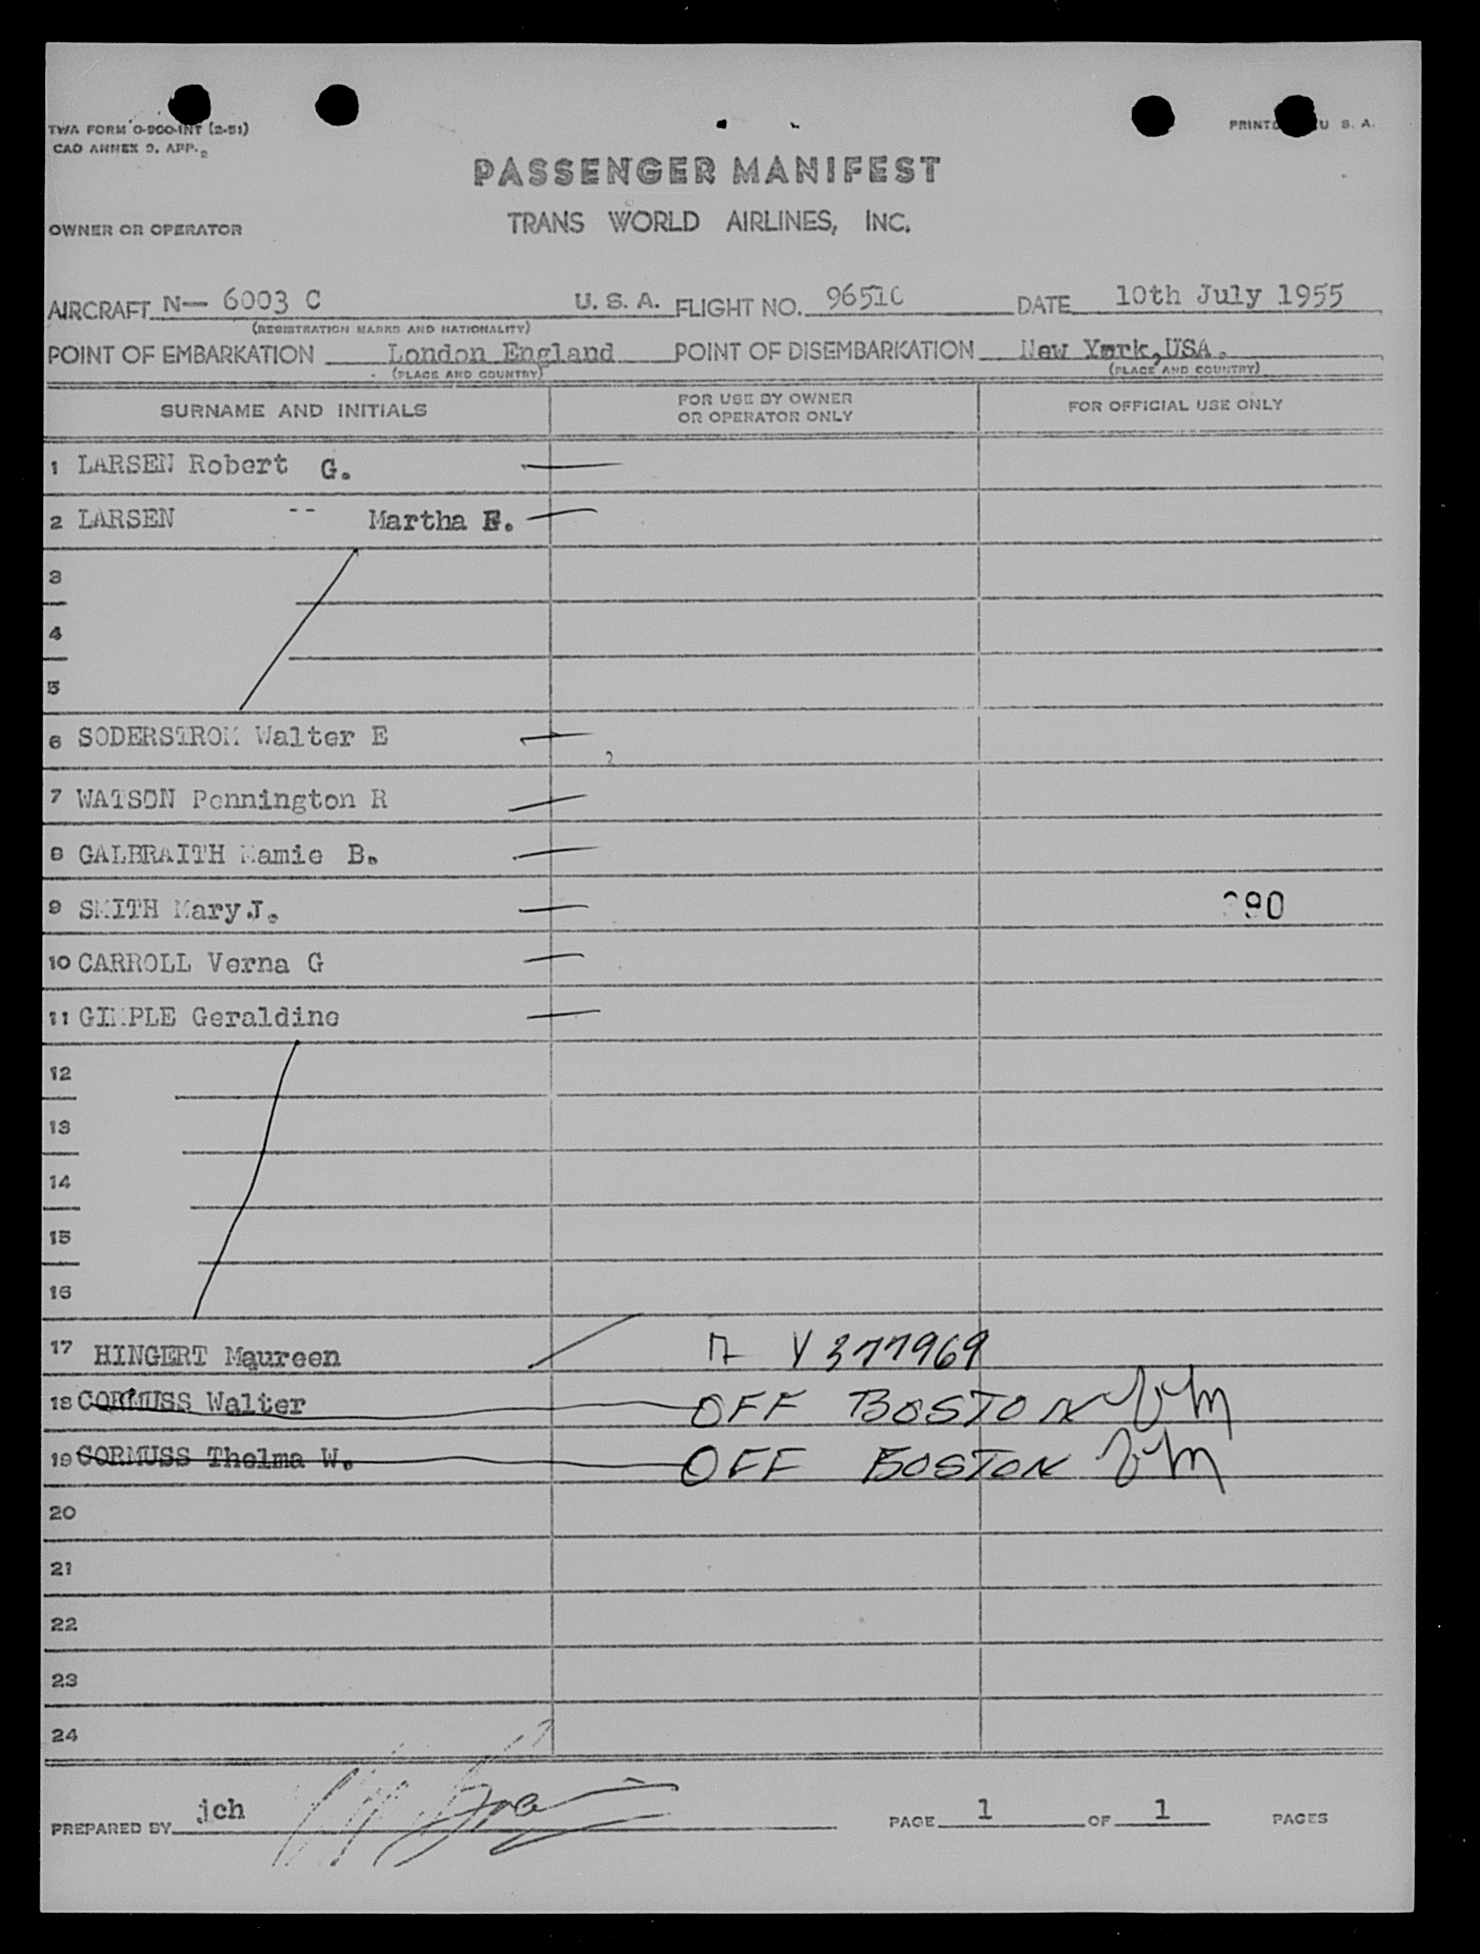 TWA FORM O-900-INT (2-51)
CAO ANNEX 9, APP. 2
U. S. A.
PASSENGER MANIFEST
OWNER OR OPERATOR
TRANS WORLD AIRLINES, INC.
AIRCRAFT N— 6003 C U. S. A. FLIGHT NO. 9651C DATE 10th July 1955
(REGISTRATION MARKS AND NATIONALITY)
POINT OF EMBARKATION London England POINT OF DISEMBARKATION New York, USA.
(PLACE AND COUNTRY) (PLACE AND COUNTRY)
SURNAME AND INITIALS FOR USE BY OWNER OR OPERATOR ONLY FOR OFFICIAL USE ONLY
1 LARSEN Robert G.
2 LARSEN -- Martha E.
3
4
5
6 SODERSTROM Walter E
7 WATSON Pennington R
8 GALBRAITH Mamie B.
9 SMITH Mary J. 90
10 CARROLL Verna G
11 GIMPLE Geraldine
12
13
14
15
16
17 HINGERT Maureen Y 377969
18 CORMUSS Walter OFF BOSTON
19 CORMUSS Thelma W. OFF BOSTON
20
21
22
23
24
PREPARED BY jch PAGE 1 OF 1 PAGES